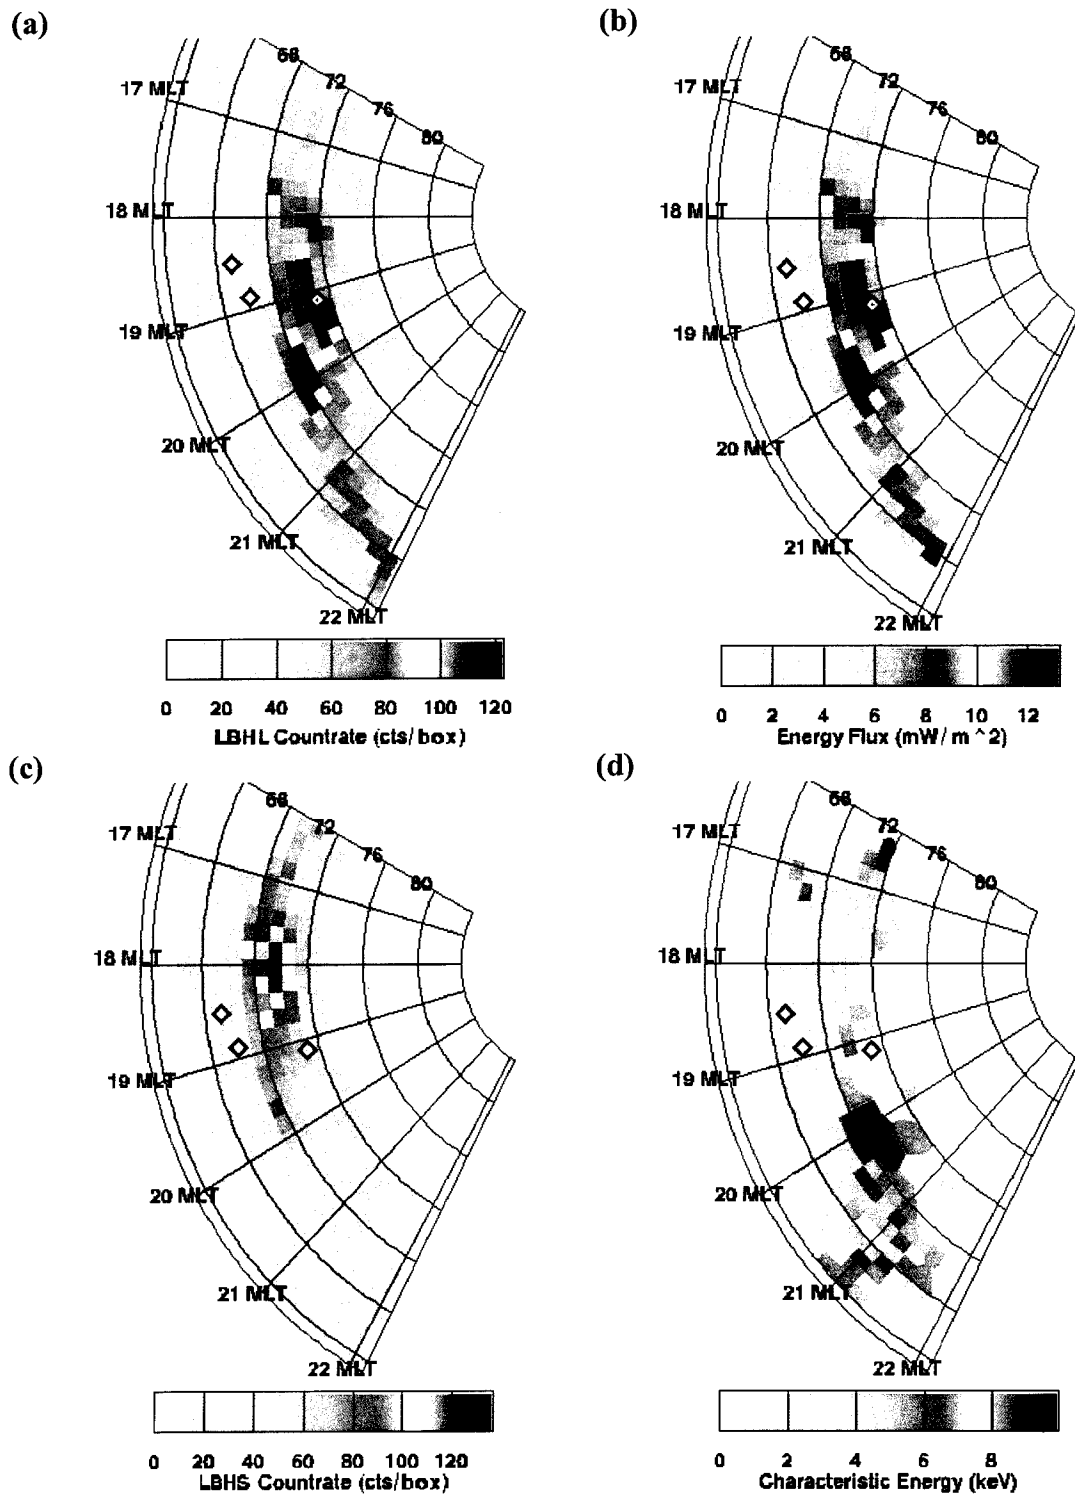 (a)
68
72
76
80
17 MLT
18 MLT
19 MLT
20 MLT
21 MLT
22 MLT
0 20 40 60 80 100 120
LBHL Countrate (cts/box)
(b)
68
72
76
80
17 MLT
18 MLT
19 MLT
20 MLT
21 MLT
22 MLT
0 2 4 6 8 10 12
Energy Flux (mW/m^2)
(c)
68
72
76
80
17 MLT
18 MLT
19 MLT
20 MLT
21 MLT
22 MLT
0 20 40 60 80 100 120
LBHS Countrate (cts/box)
(d)
68
72
76
80
17 MLT
18 MLT
19 MLT
20 MLT
21 MLT
22 MLT
0 2 4 6 8
Characteristic Energy (keV)